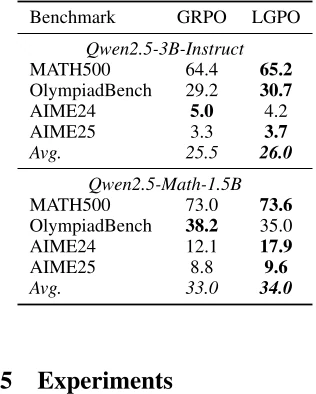 Benchmark GRPO LGPO
Qwen2.5-3B-Instruct
MATH500 64.4 65.2
OlympiadBench 29.2 30.7
AIME24 5.0 4.2
AIME25 3.3 3.7
Avg. 25.5 26.0
Qwen2.5-Math-1.5B
MATH500 73.0 73.6
OlympiadBench 38.2 35.0
AIME24 12.1 17.9
AIME25 8.8 9.6
Avg. 33.0 34.0
5 Experiments